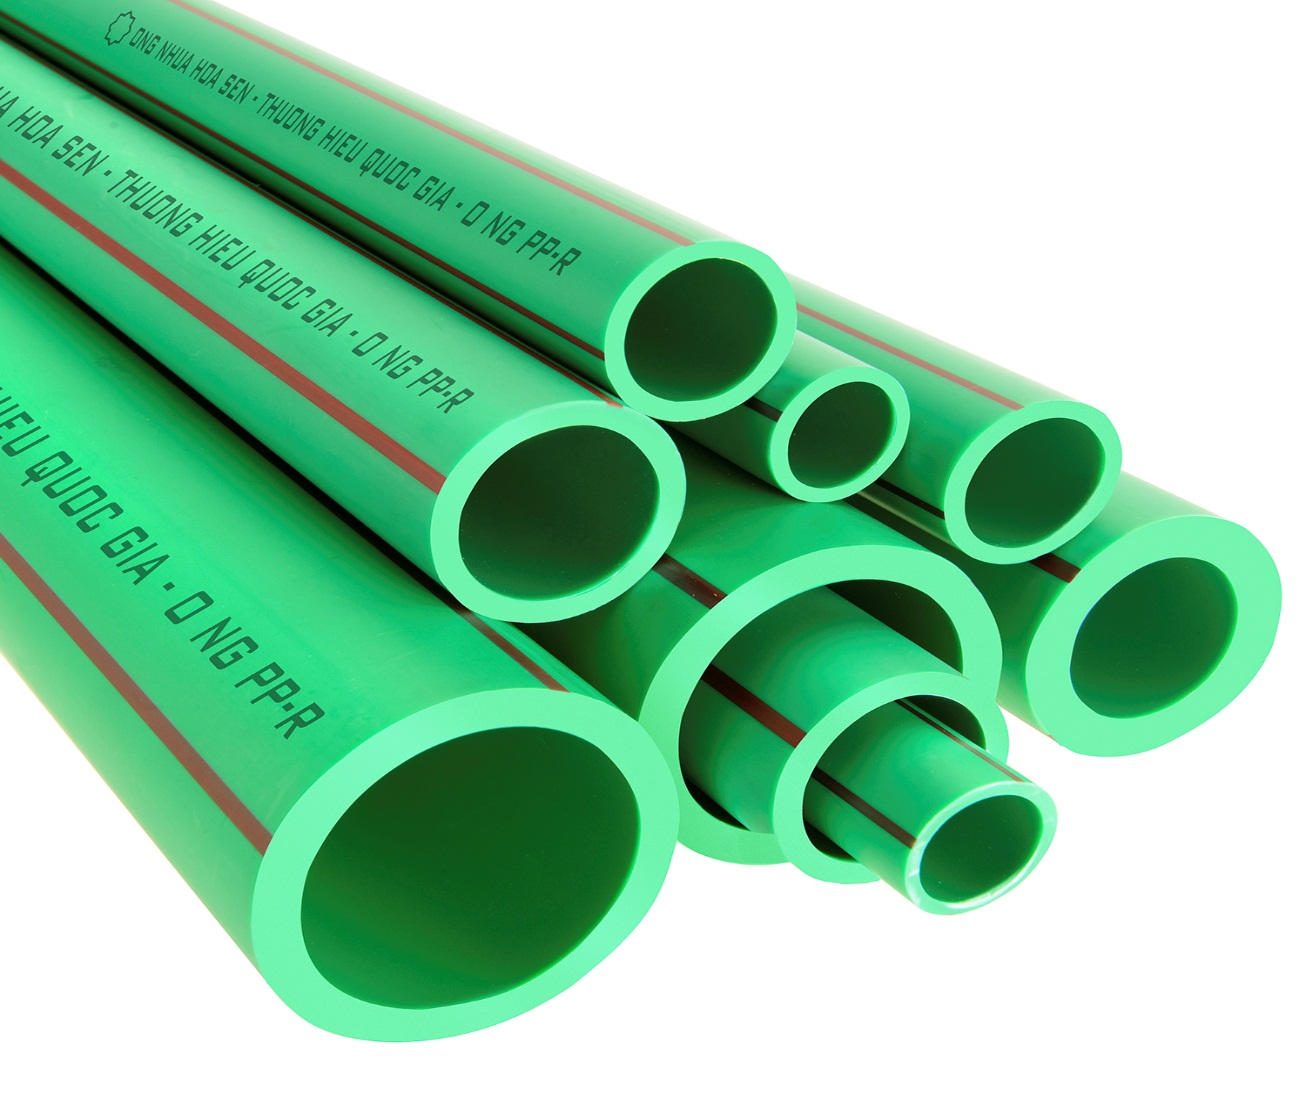 ONG NHUA HOA SEN · THUONG HIEU QUOC GIA · O NG PP-R
HOA SEN · THUONG HIEU QUOC GIA · O NG PP-R
HIEU QUOC GIA · O NG PP-R